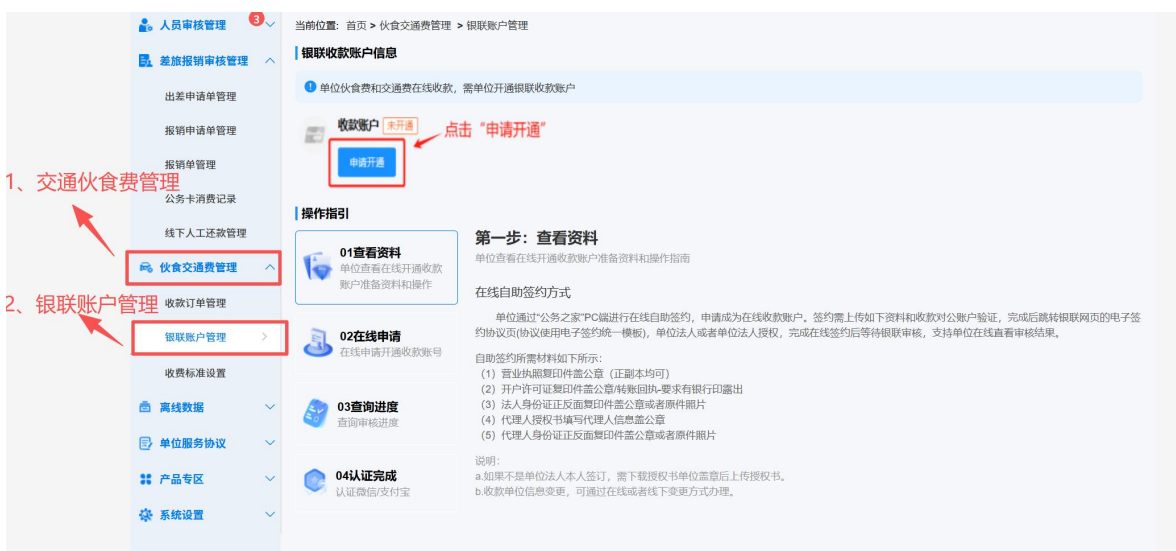 人员审核管理 3
差旅报销审核管理
出差申请单管理
报销申请单管理
报销单管理
1、交通伙食费管理
公务卡消费记录
线下人工还款管理
伙食交通费管理
收款订单管理
2、银联账户管理
银联账户管理
收费标准设置
离线数据
单位服务协议
产品专区
系统设置
当前位置: 首页 > 伙食交通费管理 > 银联账户管理
银联收款账户信息
单位伙食费和交通费在线收款，需单位开通银联收款账户
收款账户 未开通
点击“申请开通”
申请开通
操作指引
01查看资料
单位查看在线开通收款
账户准备资料和操作
02在线申请
在线申请开通收款账号
03查询进度
查询审核进度
04认证完成
认证微信/支付宝
第一步：查看资料
单位查看在线开通收款账户准备资料和操作指南
在线自助签约方式
单位通过“公务之家”PC端进行在线自助签约，申请成为在线收款账户。签约需上传如下资料和收款对公账户验证，完成后跳转银联网页的电子签
约协议页(协议使用电子签约统一模板)，单位法人或者单位法人授权，完成在线签约后等待银联审核，支持单位在线直看审核结果。
自助签约所需材料如下所示：
(1) 营业执照复印件盖公章（正副本均可)
(2) 开户许可证复印件盖公章/转账回执-要求有银行印露出
(3) 法人身份证正反面复印件盖公章或者原件照片
(4) 代理人授权书填写代理人信息盖公章
(5) 代理人身份证正反面复印件盖公章或者原件照片
说明：
a.如果不是单位法人本人签订，需下载授权书单位盖章后上传授权书。
b.收款单位信息变更，可通过在线或者线下变更方式办理。